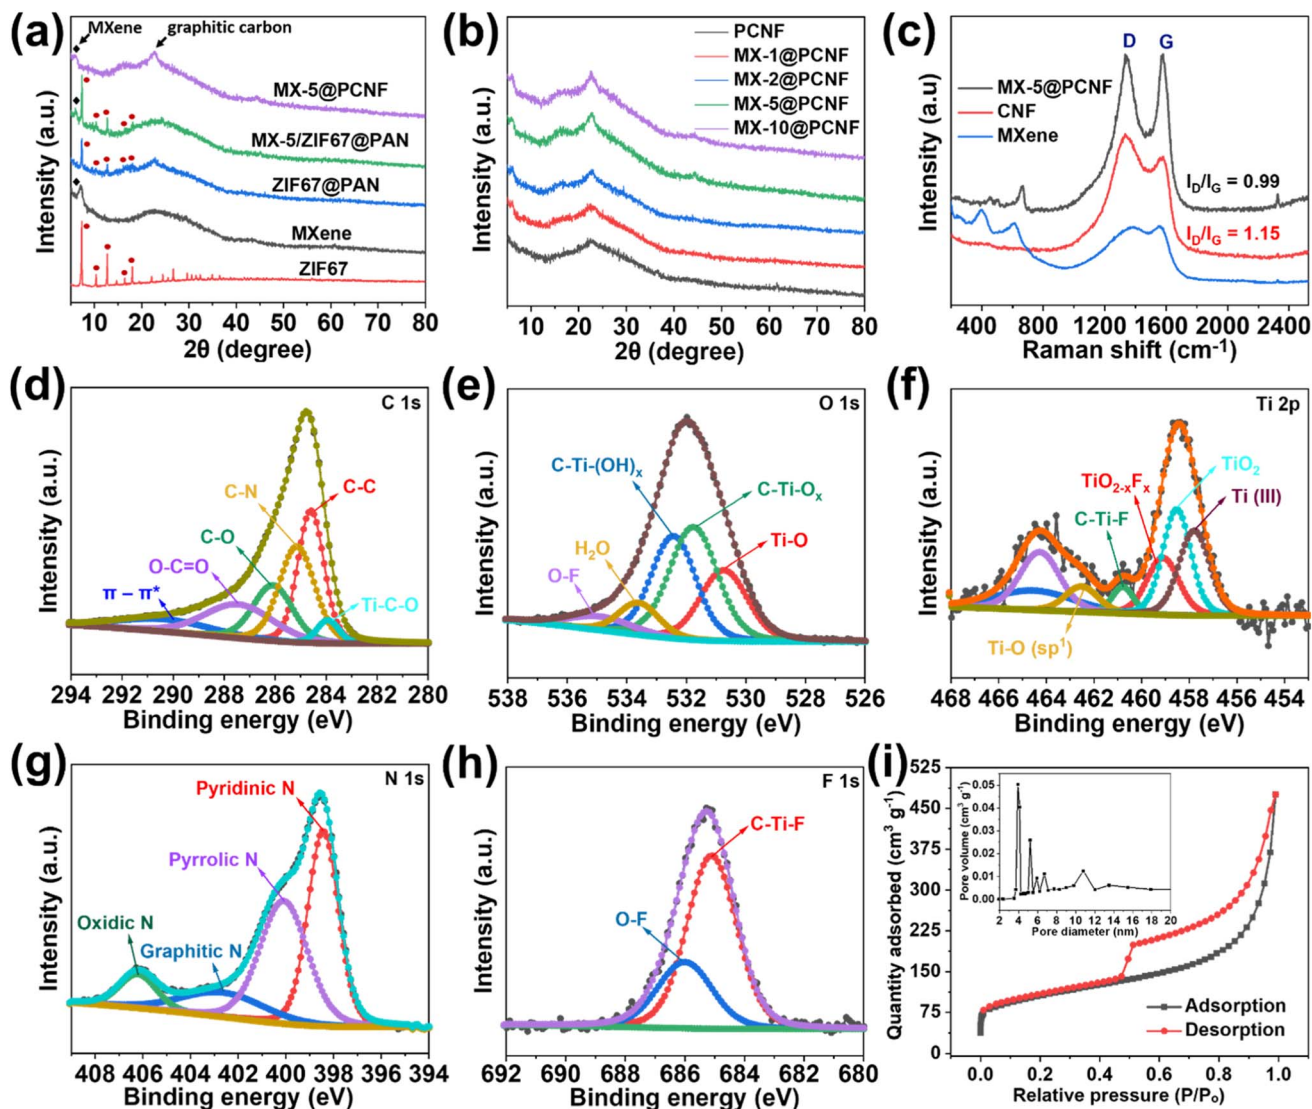 (a)
MXene
graphitic carbon
MX-5@PCNF
MX-5/ZIF67@PAN
ZIF67@PAN
MXene
ZIF67
Intensity (a.u.)
10 20 30 40 50 60 70 80
2θ (degree)
(b)
PCNF
MX-1@PCNF
MX-2@PCNF
MX-5@PCNF
MX-10@PCNF
Intensity (a.u.)
10 20 30 40 50 60 70 80
2θ (degree)
(c)
D G
MX-5@PCNF
CNF
MXene
I_D/I_G = 0.99
I_D/I_G = 1.15
Intensity (a.u.)
400 800 1200 1600 2000 2400
Raman shift (cm⁻¹)
(d)
C 1s
C-C
C-N
C-O
O-C=O
π – π*
Ti-C-O
Intensity (a.u.)
294 292 290 288 286 284 282 280
Binding energy (eV)
(e)
O 1s
C-Ti-(OH)ₓ
C-Ti-Oₓ
H₂O
Ti-O
O-F
Intensity (a.u.)
538 536 534 532 530 528 526
Binding energy (eV)
(f)
Ti 2p
TiO₂
TiO₂₋ₓFₓ
Ti (III)
C-Ti-F
Ti-O (sp¹)
Intensity (a.u.)
468 466 464 462 460 458 456 454
Binding energy (eV)
(g)
N 1s
Pyridinic N
Pyrrolic N
Oxidic N
Graphitic N
Intensity (a.u.)
408 406 404 402 400 398 396 394
Binding energy (eV)
(h)
F 1s
C-Ti-F
O-F
Intensity (a.u.)
692 690 688 686 684 682 680
Binding energy (eV)
(i)
Quantity adsorbed (cm³ g⁻¹)
525
450
375
300
225
150
75
0
Pore volume (cm³ g⁻¹)
0.05
0.04
0.03
0.02
0.01
0.00
2 4 6 8 10 12 14 16 18 20
Pore diameter (nm)
Adsorption
Desorption
0.0 0.2 0.4 0.6 0.8 1.0
Relative pressure (P/Pₒ)